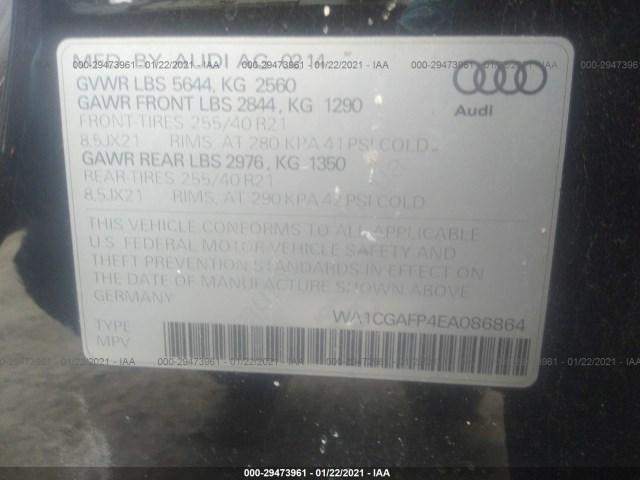 MFD. BY AUDI AG 02.14
GVWR LBS 5644, KG 2560
GAWR FRONT LBS 2844, KG 1290
FRONT-TIRES 255/40 R21
8.5JX21 RIMS, AT 280 KPA 41 PSI COLD
GAWR REAR LBS 2976, KG 1350
REAR-TIRES 255/40 R21
8.5JX21 RIMS, AT 290 KPA 42 PSI COLD
Audi
THIS VEHICLE CONFORMS TO ALL APPLICABLE
U.S. FEDERAL MOTOR VEHICLE SAFETY AND
THEFT PREVENTION STANDARDS IN EFFECT ON
THE DATE OF MANUFACTURE SHOWN ABOVE.
GERMANY
WA1CGAFP4EA086864
TYPE
MPV
000-29473961 - 01/22/2021 - IAA